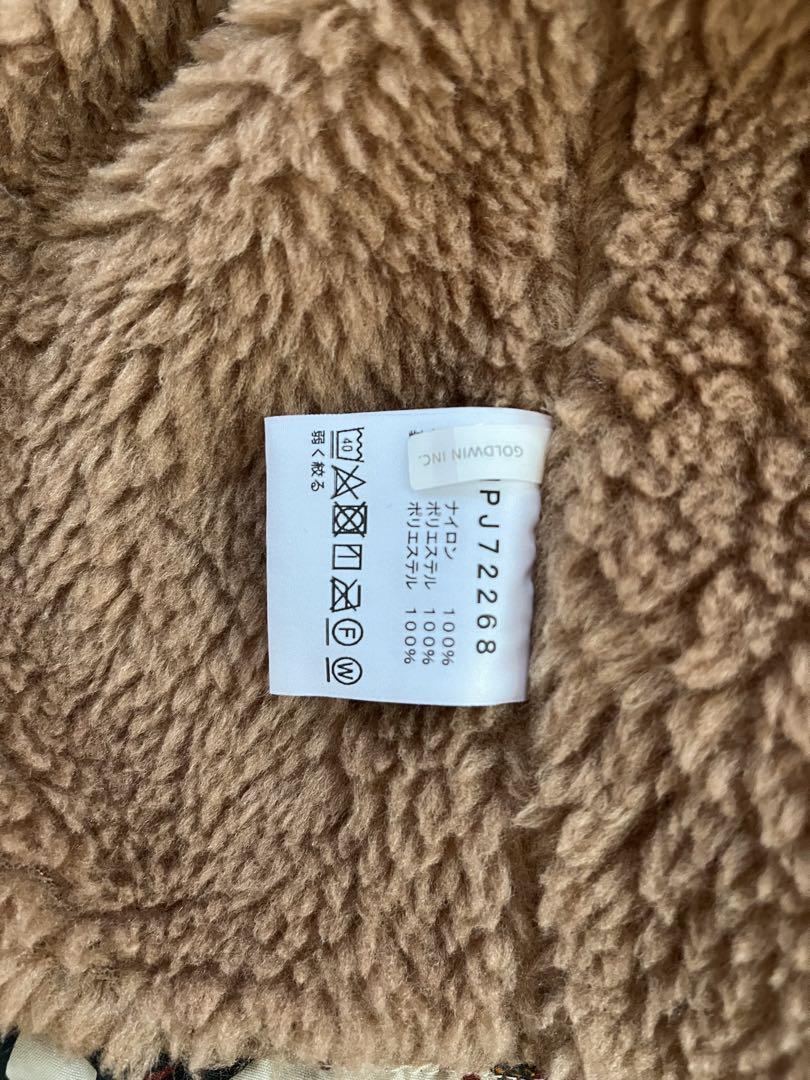 GOLDWIN INC.
PJ72268
ナイロン 100%
ポリエステル 100%
ポリエステル 100%
40 F W
弱く絞る